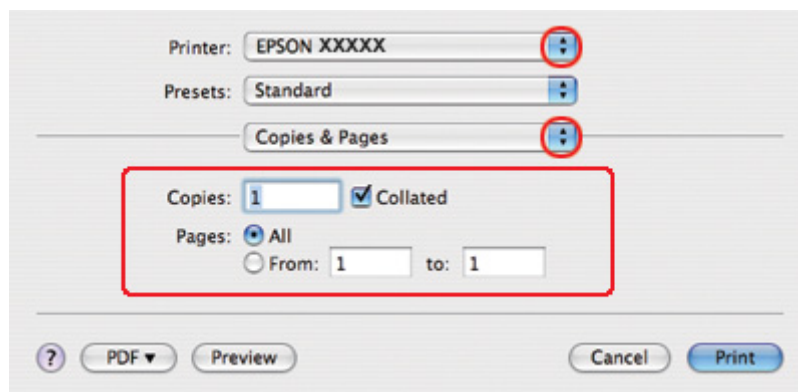 Printer: EPSON XXXXX
Presets: Standard
Copies & Pages
Copies: 1 Collated
Pages: All
From: 1 to: 1
? PDF ▼ Preview Cancel Print